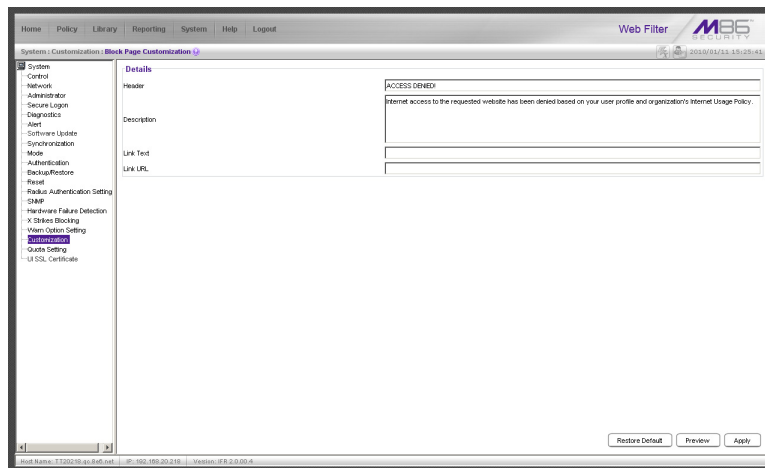 Home Policy Library Reporting System Help Logout
Web Filter
M86 SECURITY
System : Customization : Block Page Customization
2010/01/11 15:25:41
System
Control
Network
Administrator
Secure Logon
Diagnostics
Alert
Software Update
Synchronization
Mode
Authentication
Backup/Restore
Reset
Radius Authentication Setting
SNMP
Hardware Failure Detection
X Strikes Blocking
Warn Option Setting
Customization
Quota Setting
UI SSL Certificate
Details
Header
ACCESS DENIED!
Description
Internet access to the requested website has been denied based on your user profile and organization's Internet Usage Policy.
Link Text
Link URL
Restore Default Preview Apply
Host Name: TT20218.qc.8e6.net IP: 192.168.20.218 Version: IFR 2.0.00.4